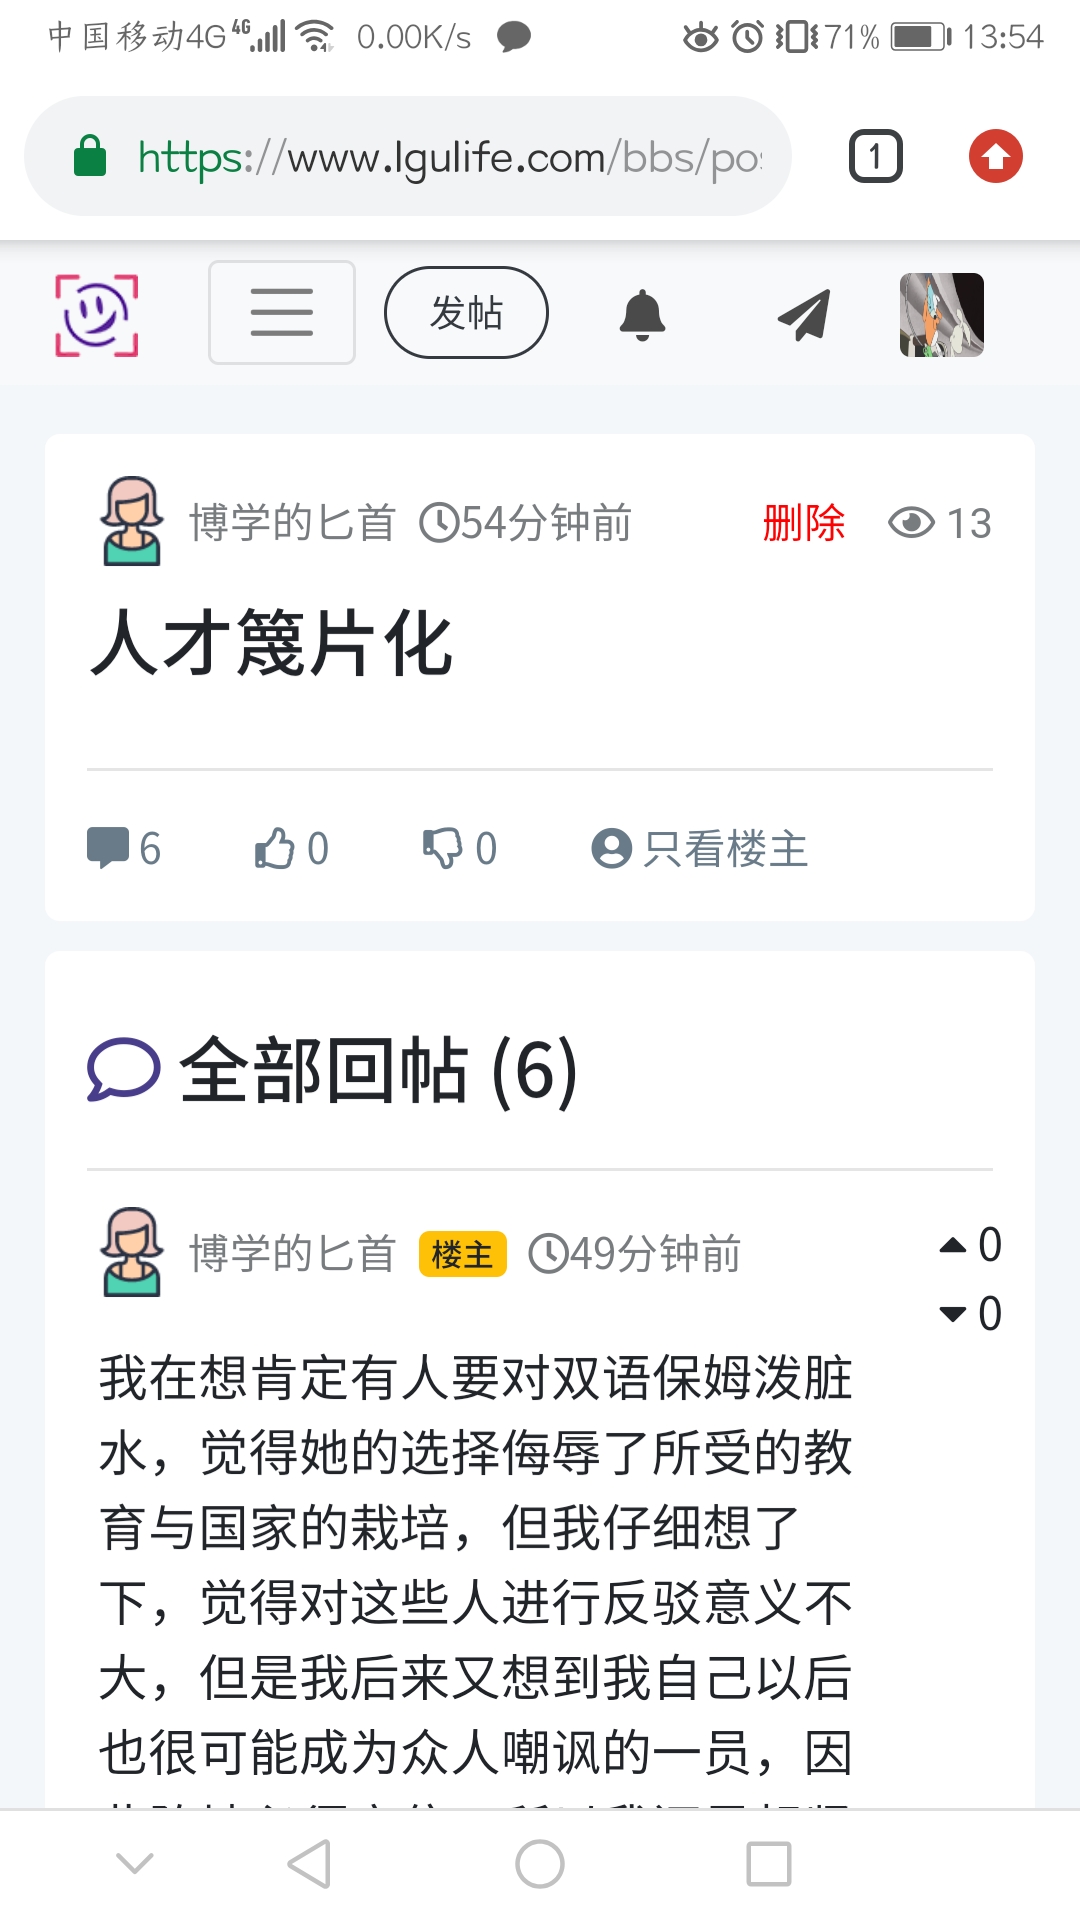 中国移动4G 4G 0.00K/s 71% 13:54
https://www.lgulife.com/bbs/pos
1
发帖
博学的匕首 54分钟前 删除 13
人才篾片化
6 0 0 只看楼主
全部回帖 (6)
博学的匕首 楼主 49分钟前 0
0
我在想肯定有人要对双语保姆泼脏
水，觉得她的选择侮辱了所受的教
育与国家的栽培，但我仔细想了
下，觉得对这些人进行反驳意义不
大，但是我后来又想到我自己以后
也很可能成为众人嘲讽的一员，因